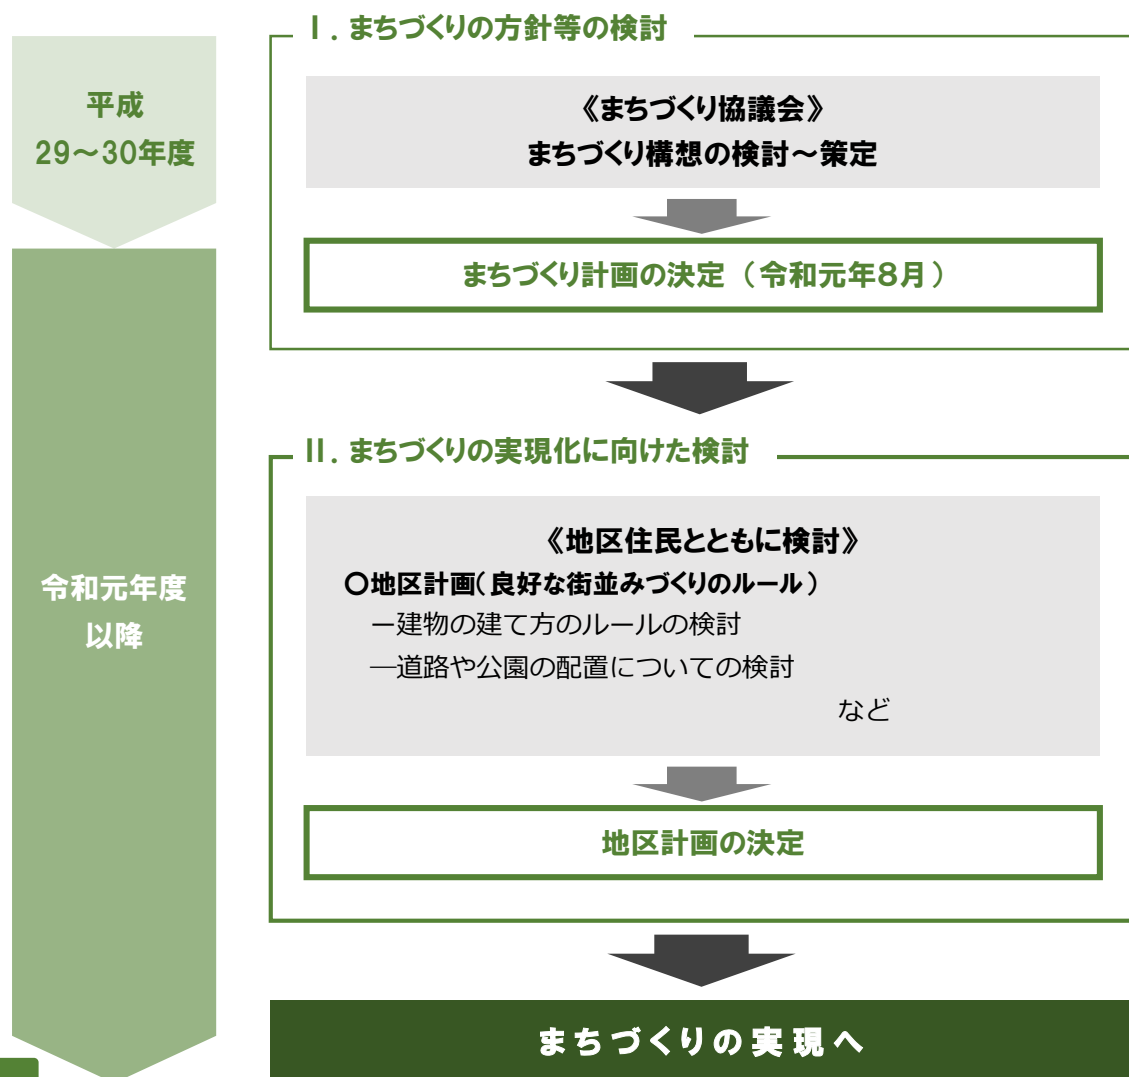 平成
29～30年度
Ⅰ. まちづくりの方針等の検討
《まちづくり協議会》
まちづくり構想の検討～策定
まちづくり計画の決定（令和元年８月）
令和元年度
以降
Ⅱ. まちづくりの実現化に向けた検討
《地区住民とともに検討》
〇地区計画（良好な街並みづくりのルール）
ー建物の建て方のルールの検討
―道路や公園の配置についての検討
など
地区計画の決定
まちづくりの実現へ